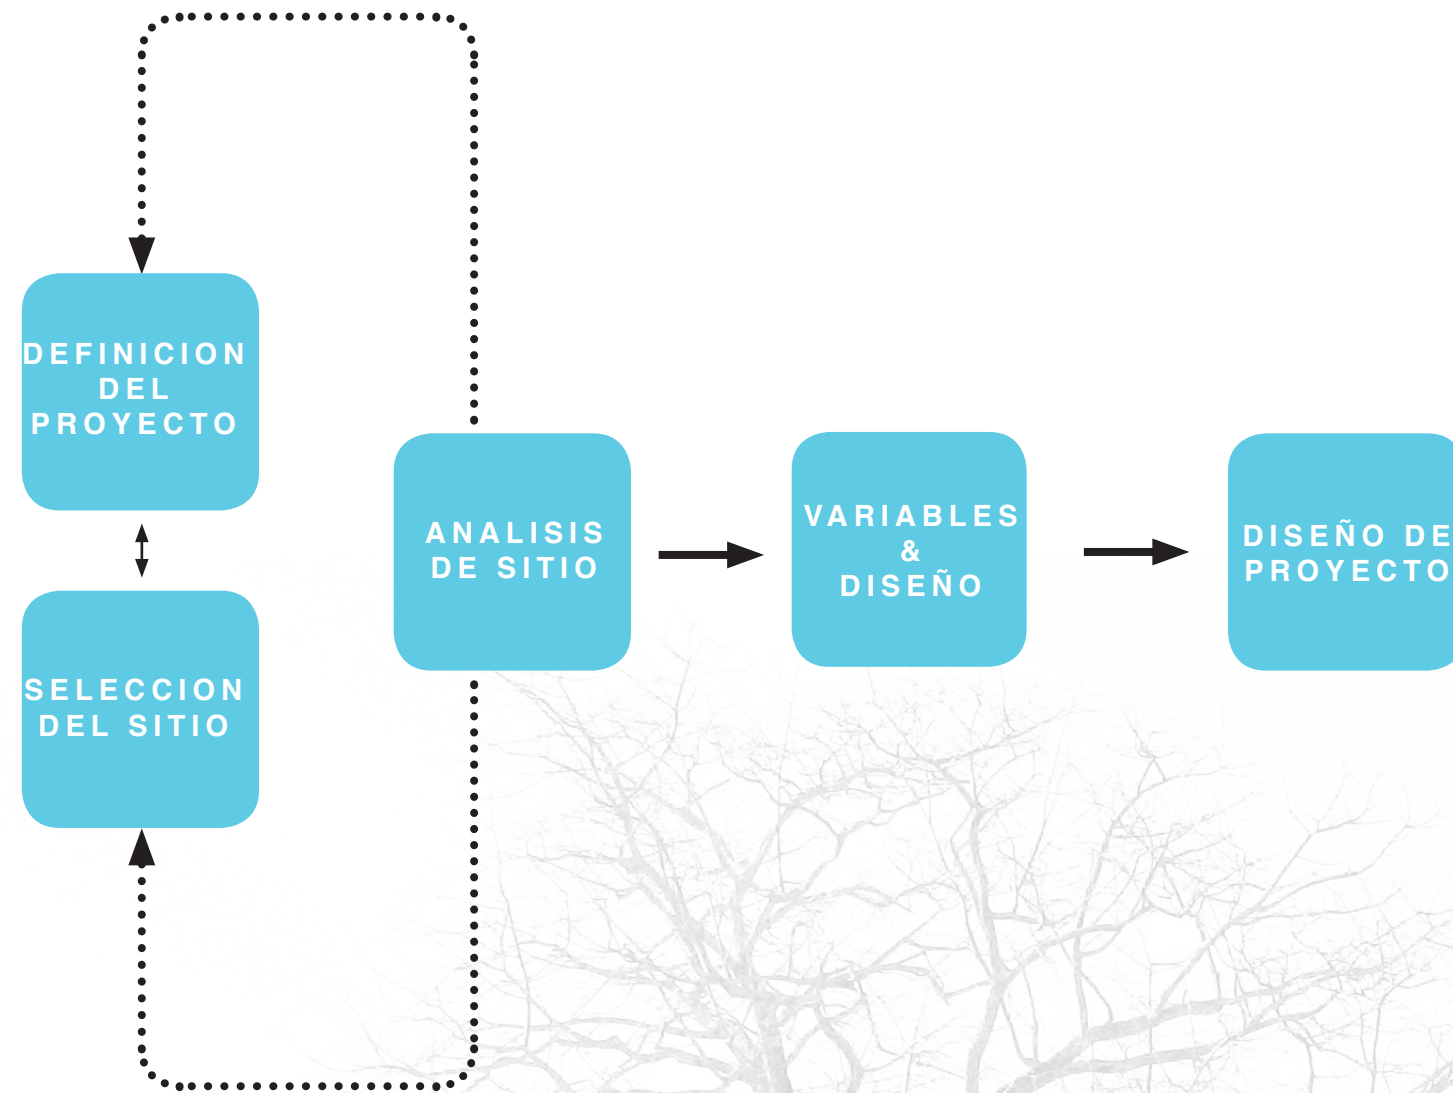 DEFINICION
DEL
PROYECTO
SELECCION
DEL SITIO
ANALISIS
DE SITIO
VARIABLES
&
DISEÑO
DISEÑO DE
PROYECTO